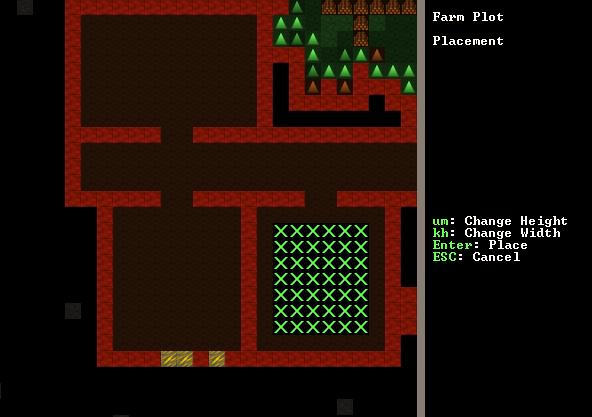 Farm Plot
Placement
um: Change Height
kh: Change Width
Enter: Place
ESC: Cancel